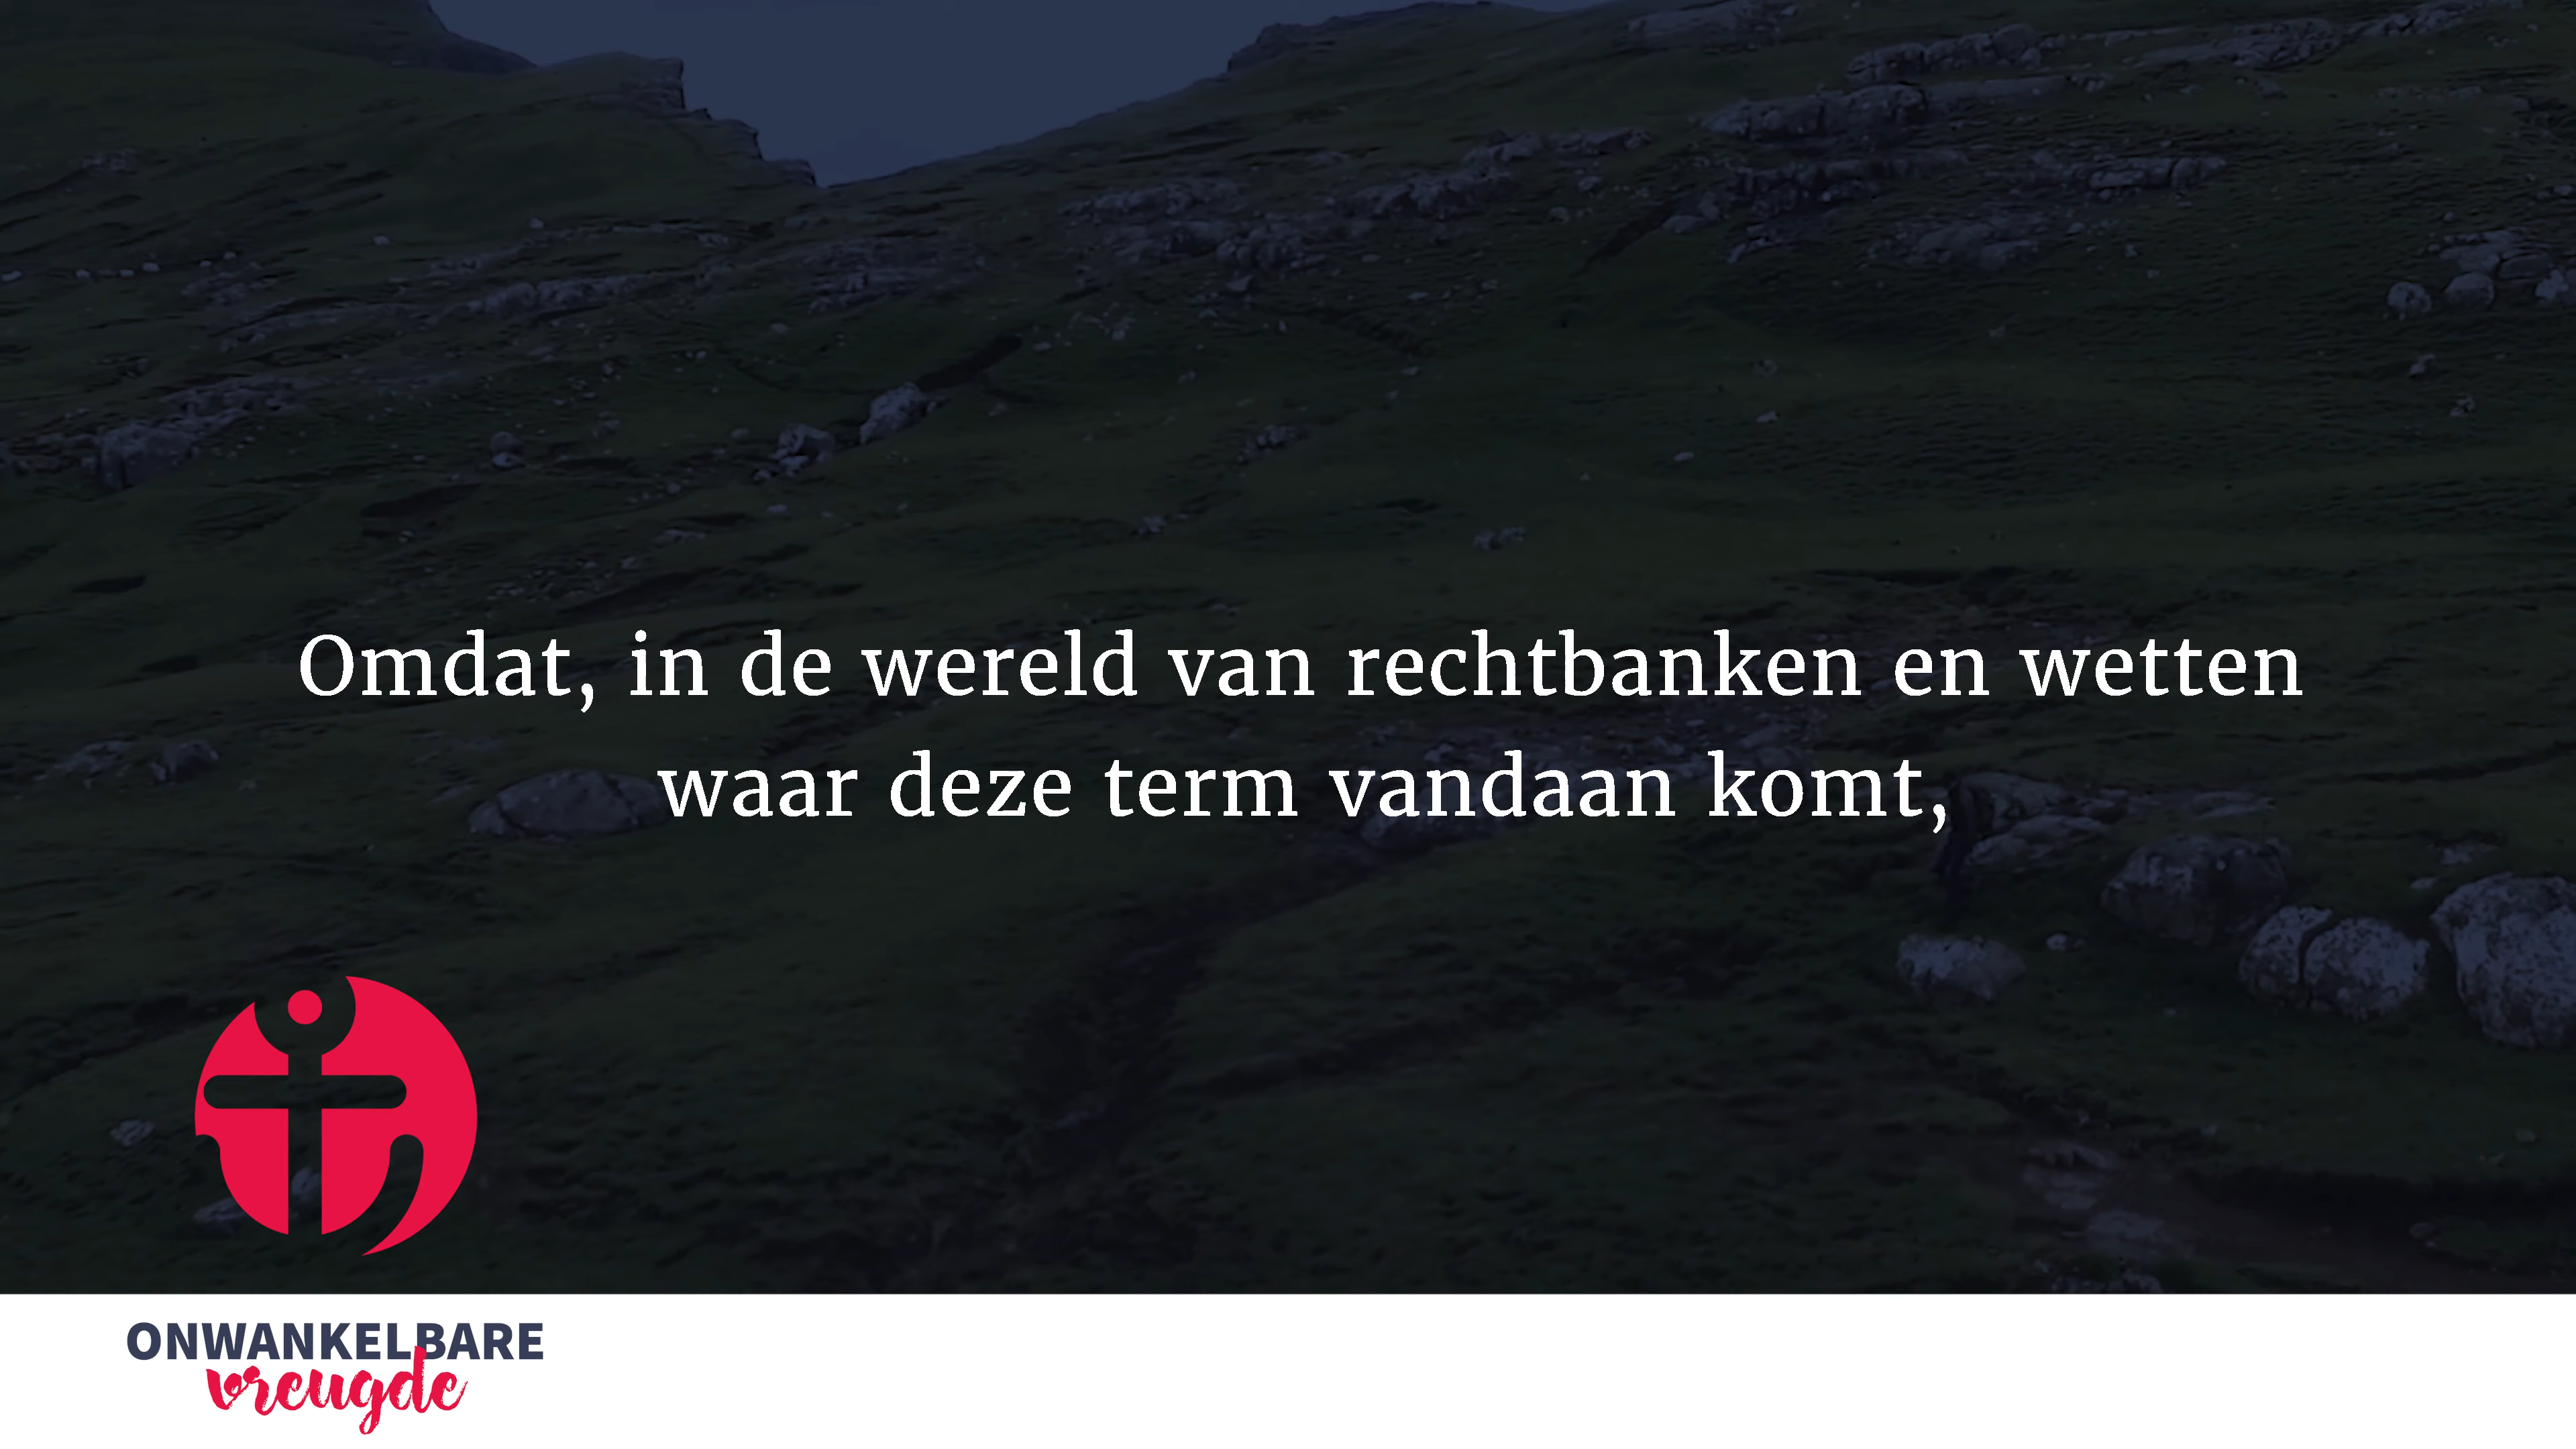 Omdat, in de wereld van rechtbanken en wetten
waar deze term vandaan komt,
ONWANKELBARE
vreugde